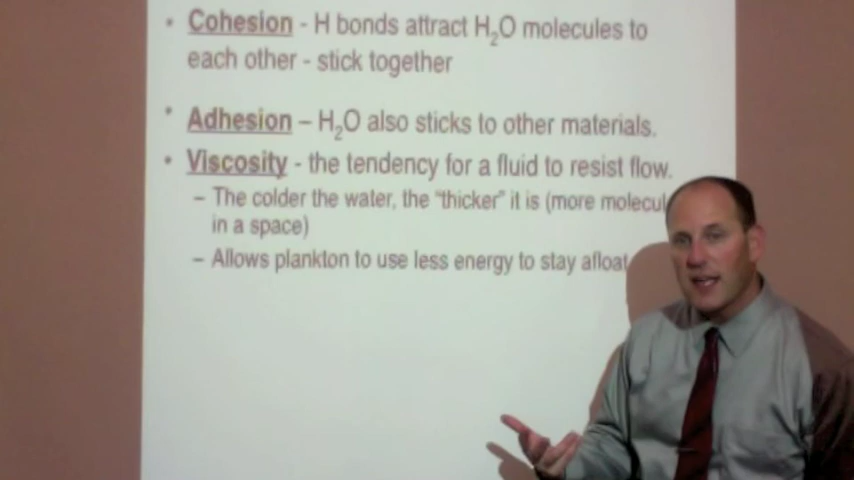 • Cohesion - H bonds attract H₂O molecules to
each other - stick together
• Adhesion – H₂O also sticks to other materials.
• Viscosity - the tendency for a fluid to resist flow.
– The colder the water, the "thicker" it is (more
in a space)
– Allows plankton to use less energy to stay afloat